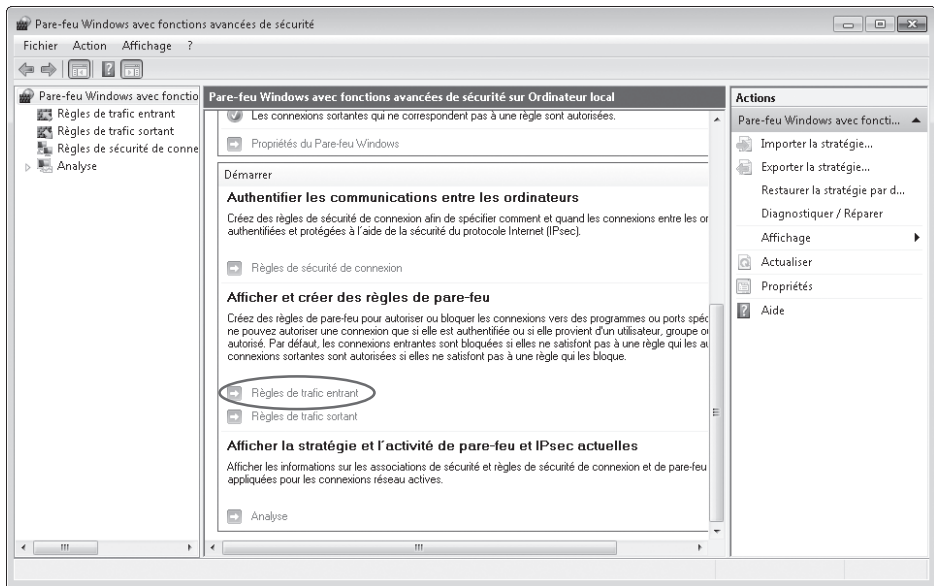 Pare-feu Windows avec fonctions avancées de sécurité
Fichier Action Affichage ?
Pare-feu Windows avec fonctio
Règles de trafic entrant
Règles de trafic sortant
Règles de sécurité de conne
Analyse
Pare-feu Windows avec fonctions avancées de sécurité sur Ordinateur local
Les connexions sortantes qui ne correspondent pas à une règle sont autorisées.
Propriétés du Pare-feu Windows
Démarrer
Authentifier les communications entre les ordinateurs
Créez des règles de sécurité de connexion afin de spécifier comment et quand les connexions entre les or
authentifiées et protégées à l'aide de la sécurité du protocole Internet (IPsec).
Règles de sécurité de connexion
Afficher et créer des règles de pare-feu
Créez des règles de pare-feu pour autoriser ou bloquer les connexions vers des programmes ou ports spéc
ne pouvez autoriser une connexion que si elle est authentifiée ou si elle provient d'un utilisateur, groupe ou
autorisé. Par défaut, les connexions entrantes sont bloquées si elles ne satisfont pas à une règle qui les au
connexions sortantes sont autorisées si elles ne satisfont pas à une règle qui les bloque.
Règles de trafic entrant
Règles de trafic sortant
Afficher la stratégie et l'activité de pare-feu et IPsec actuelles
Afficher les informations sur les associations de sécurité et règles de sécurité de connexion et de pare-feu
appliquées pour les connexions réseau actives.
Analyse
Actions
Pare-feu Windows avec foncti...
Importer la stratégie...
Exporter la stratégie...
Restaurer la stratégie par d...
Diagnostiquer / Réparer
Affichage
Actualiser
Propriétés
Aide